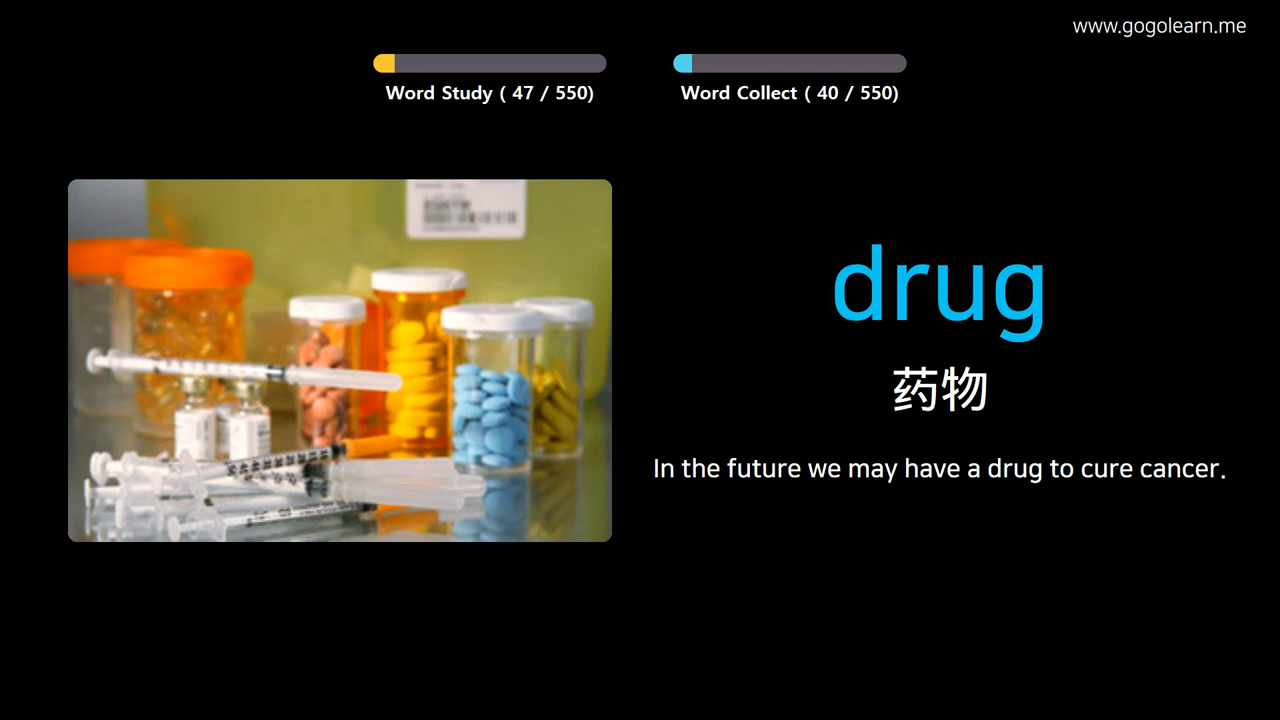 www.gogolearn.me
Word Study ( 47 / 550)
Word Collect ( 40 / 550)
drug
药物
In the future we may have a drug to cure cancer.